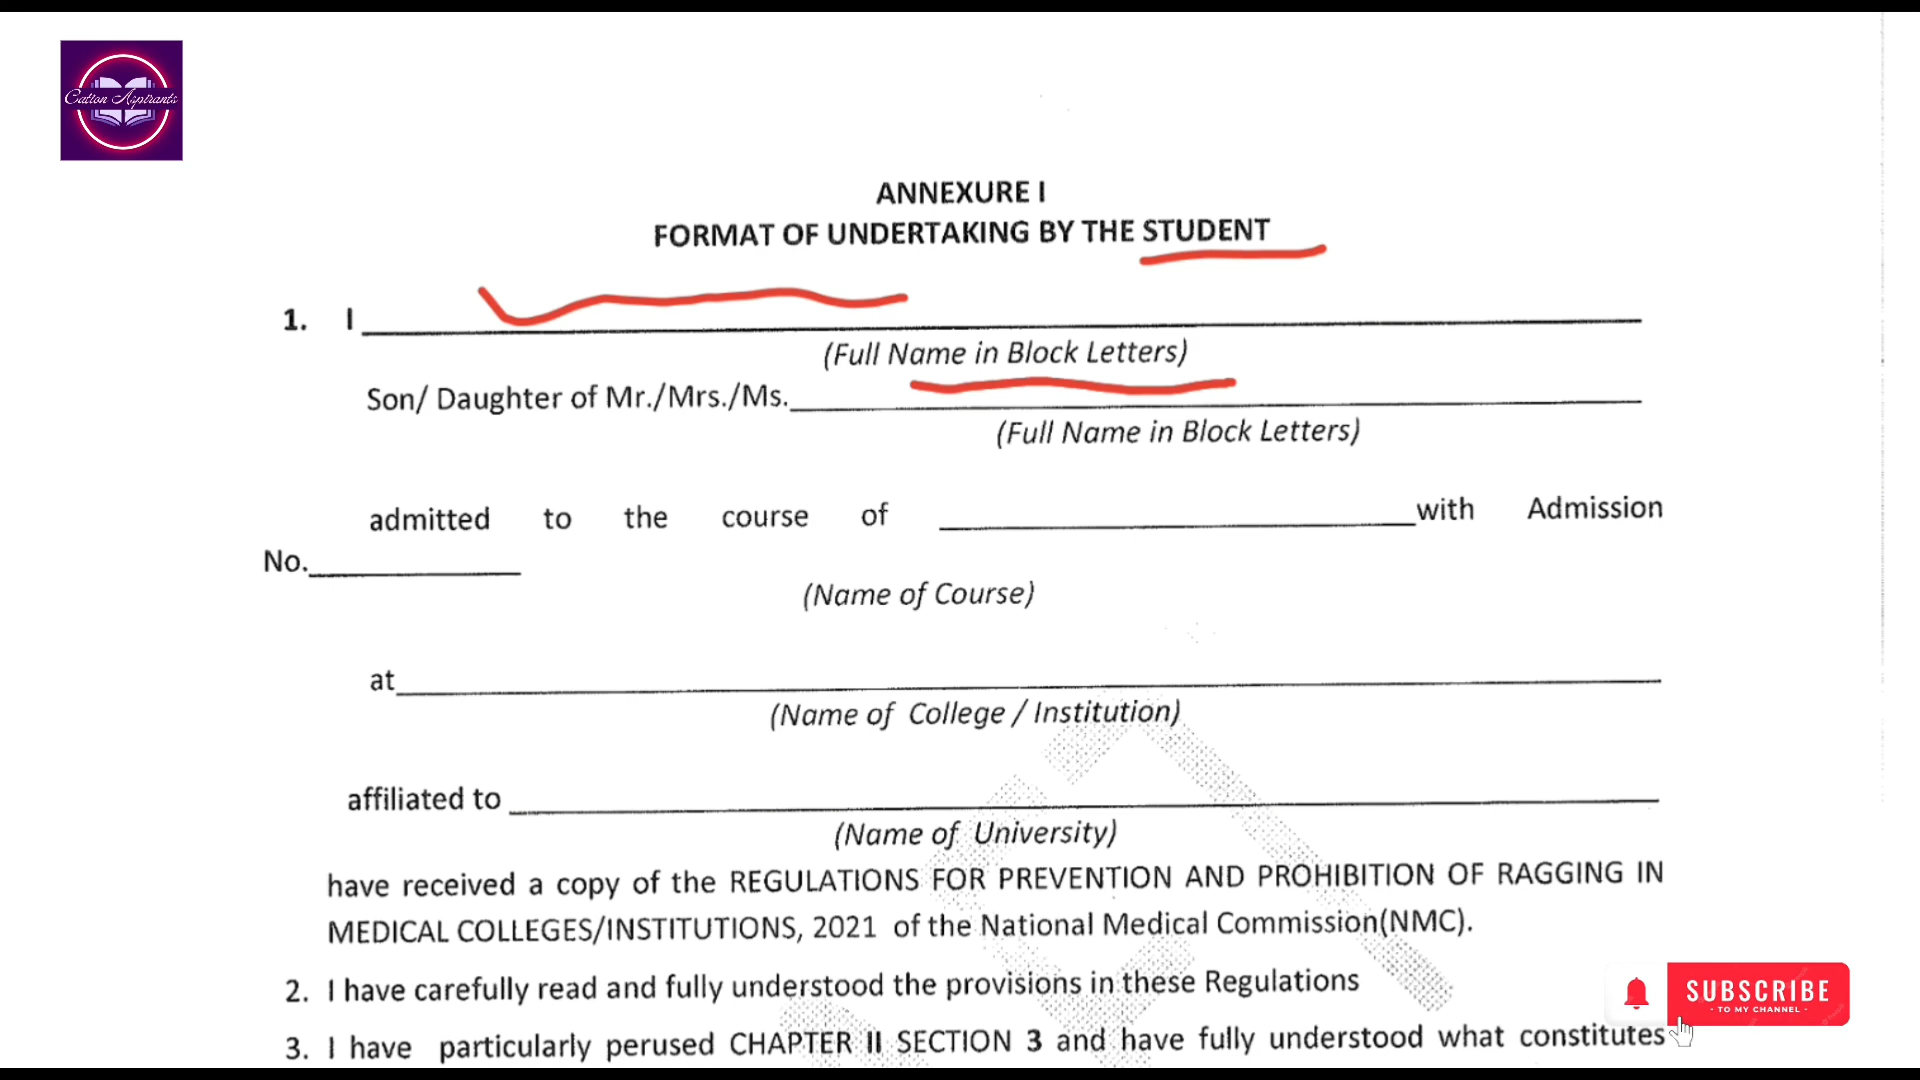 Cation Aspirants
ANNEXURE I
FORMAT OF UNDERTAKING BY THE STUDENT
1. I
(Full Name in Block Letters)
Son/ Daughter of Mr./Mrs./Ms.
(Full Name in Block Letters)
admitted to the course of with Admission
No.
(Name of Course)
at
(Name of College / Institution)
affiliated to
(Name of University)
have received a copy of the REGULATIONS FOR PREVENTION AND PROHIBITION OF RAGGING IN
MEDICAL COLLEGES/INSTITUTIONS, 2021 of the National Medical Commission(NMC).
2. I have carefully read and fully understood the provisions in these Regulations
3. I have particularly perused CHAPTER II SECTION 3 and have fully understood what constitutes
SUBSCRIBE
- TO MY CHANNEL -